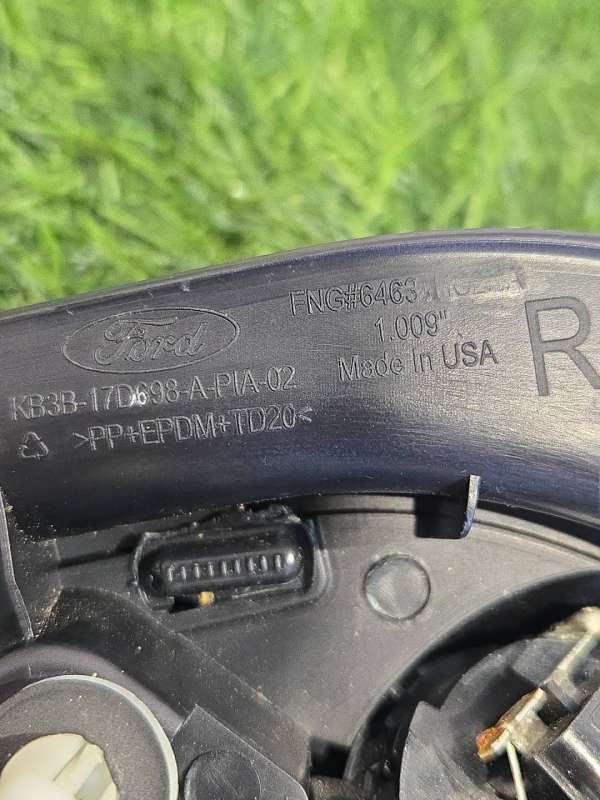 Ford
KB3B-17D698-A-PIA-02
>PP+EPDM+TD20<
FNG#6463
1.009"
Made In USA
R